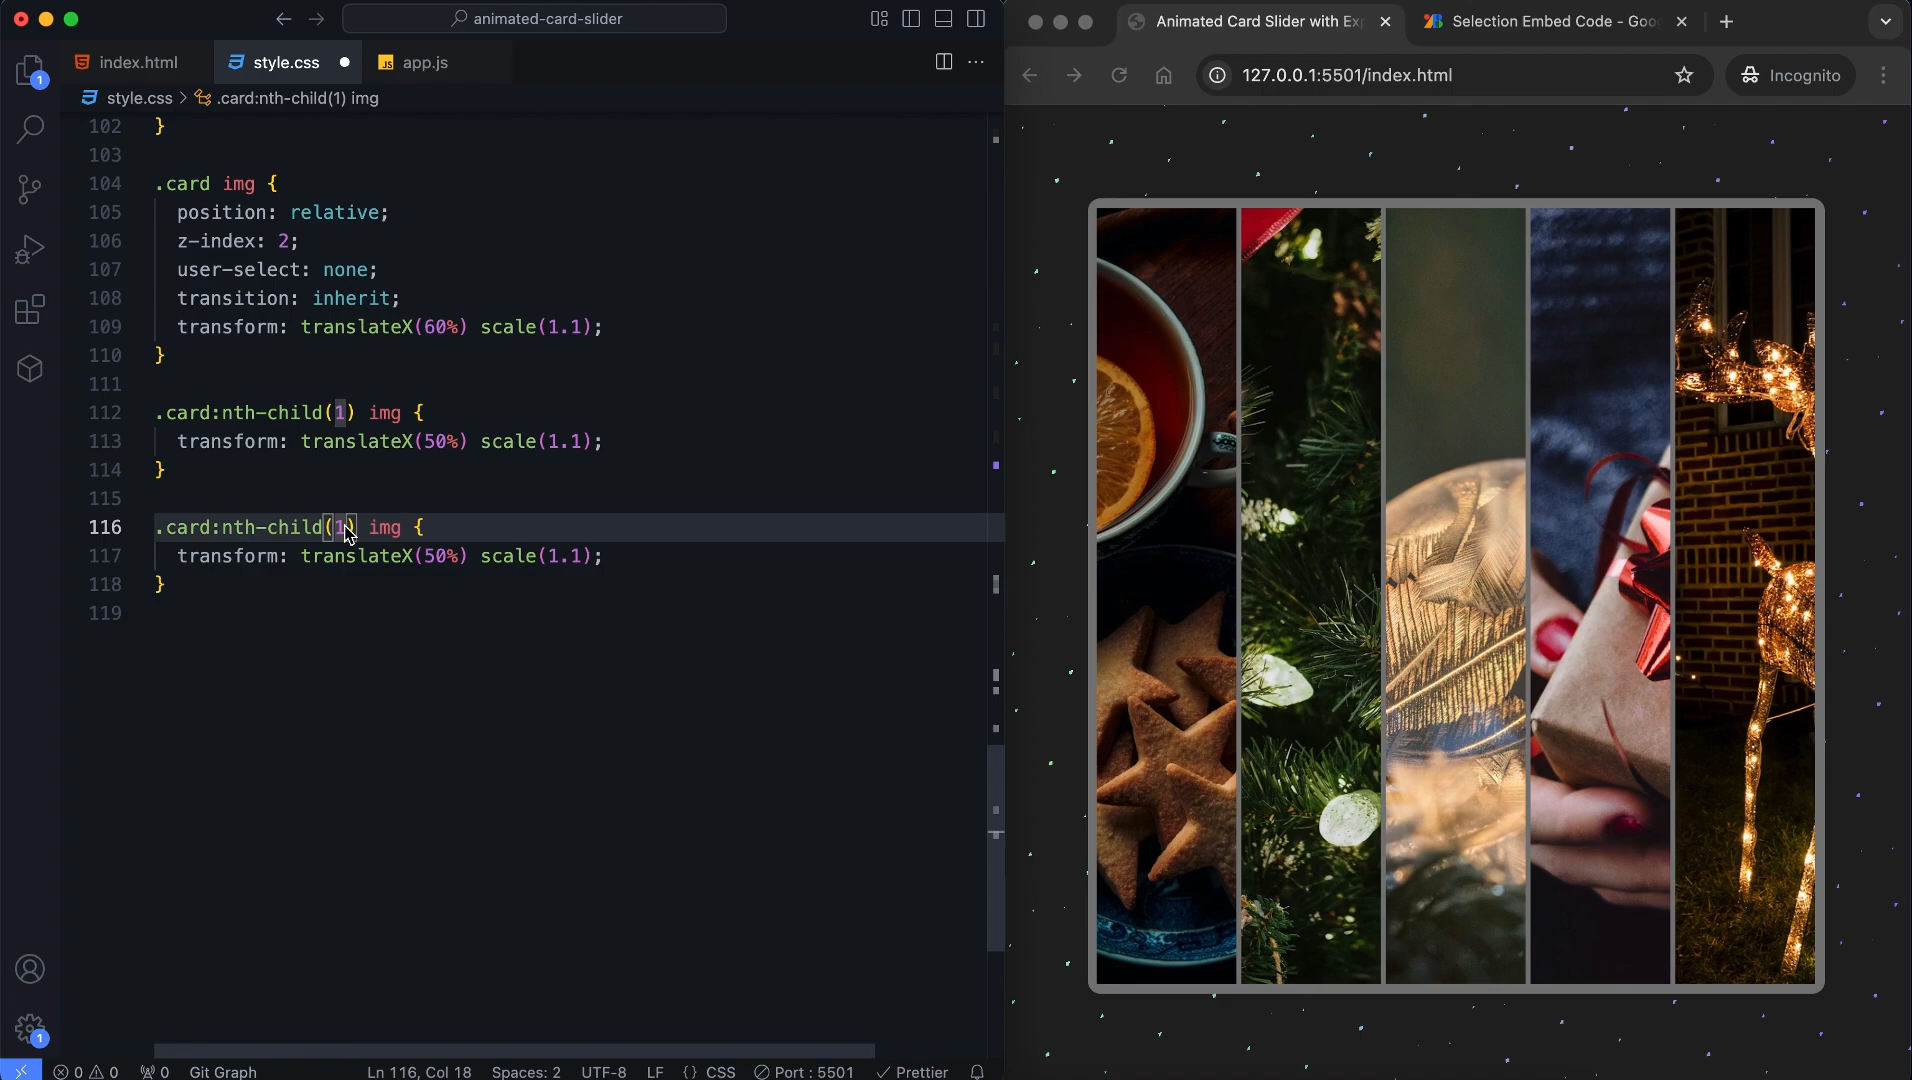 animated-card-slider
index.html
style.css
app.js
style.css > .card:nth-child(1) img
102 }
103
104 .card img {
105 position: relative;
106 z-index: 2;
107 user-select: none;
108 transition: inherit;
109 transform: translateX(60%) scale(1.1);
110 }
111
112 .card:nth-child(1) img {
113 transform: translateX(50%) scale(1.1);
114 }
115
116 .card:nth-child(1) img {
117 transform: translateX(50%) scale(1.1);
118 }
119
1
1
0 0 0 Git Graph Ln 116, Col 18 Spaces: 2 UTF-8 LF {} CSS Port : 5501 Prettier
Animated Card Slider with Ex
Selection Embed Code - Goo
127.0.0.1:5501/index.html
Incognito